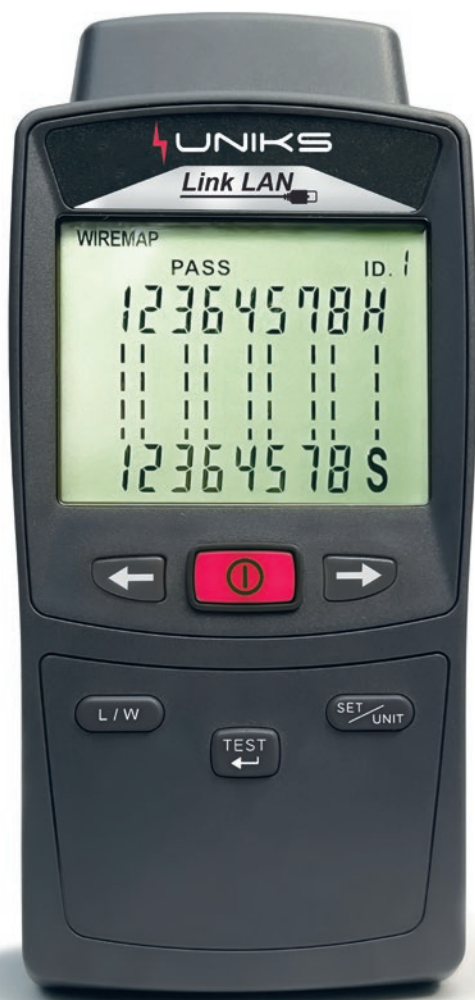 UNIKS
Link LAN
WIREMAP
PASS ID. 1
12364578H
12364578S
L / W
SET/UNIT
TEST